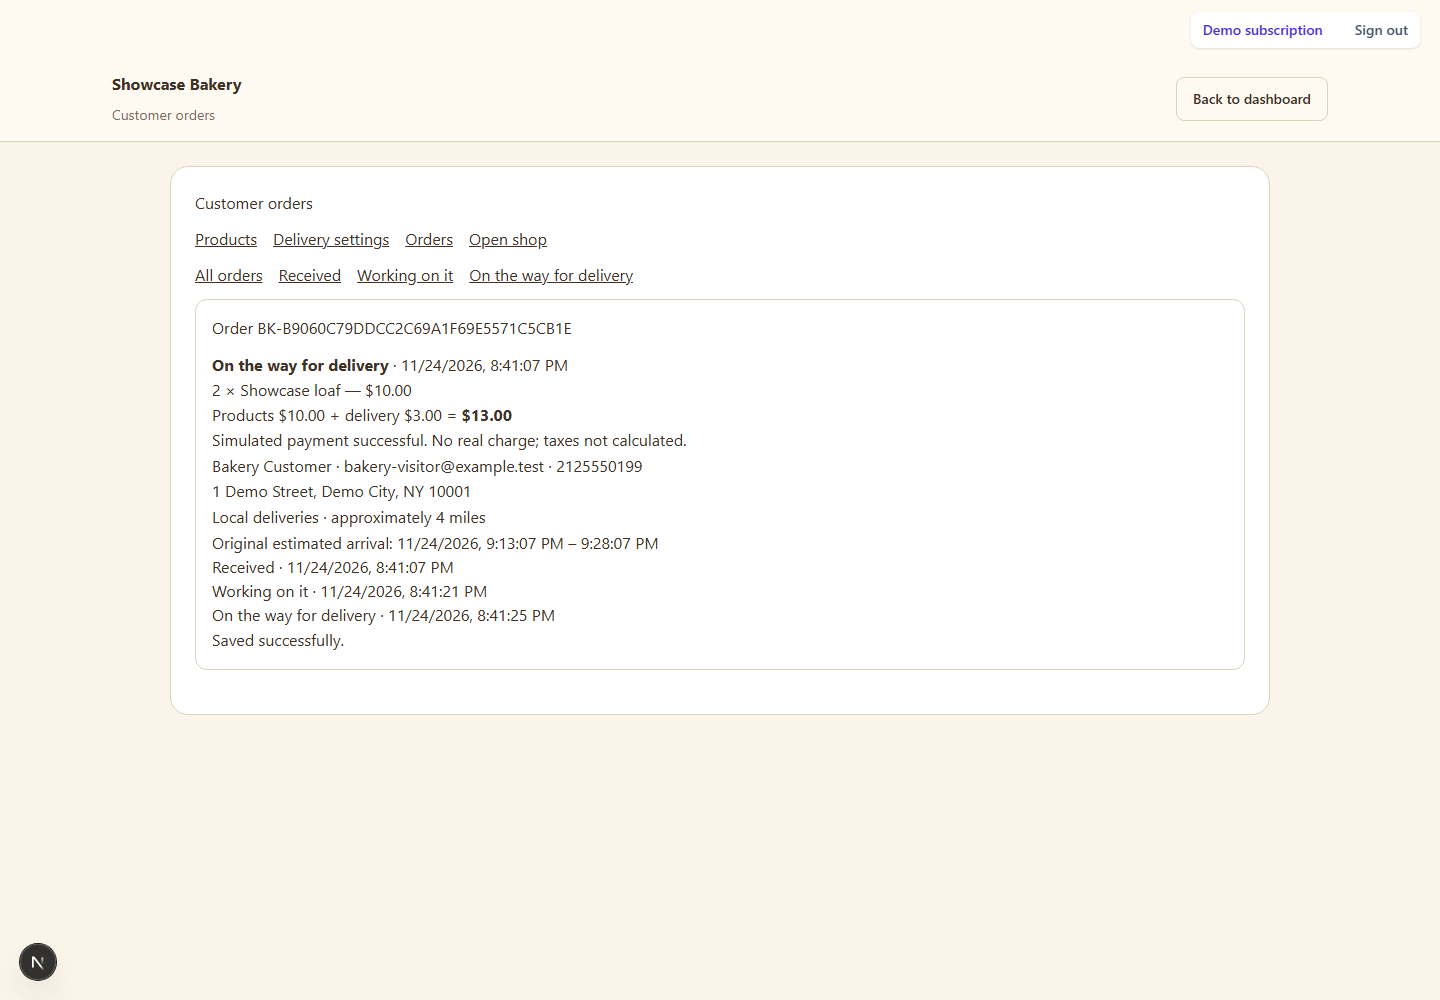 Demo subscription Sign out
Showcase Bakery
Customer orders
Back to dashboard
Customer orders
Products Delivery settings Orders Open shop
All orders Received Working on it On the way for delivery
Order BK-B9060C79DDCC2C69A1F69E5571C5CB1E
On the way for delivery · 11/24/2026, 8:41:07 PM
2 × Showcase loaf — $10.00
Products $10.00 + delivery $3.00 = $13.00
Simulated payment successful. No real charge; taxes not calculated.
Bakery Customer · bakery-visitor@example.test · 2125550199
1 Demo Street, Demo City, NY 10001
Local deliveries · approximately 4 miles
Original estimated arrival: 11/24/2026, 9:13:07 PM – 9:28:07 PM
Received · 11/24/2026, 8:41:07 PM
Working on it · 11/24/2026, 8:41:21 PM
On the way for delivery · 11/24/2026, 8:41:25 PM
Saved successfully.
N